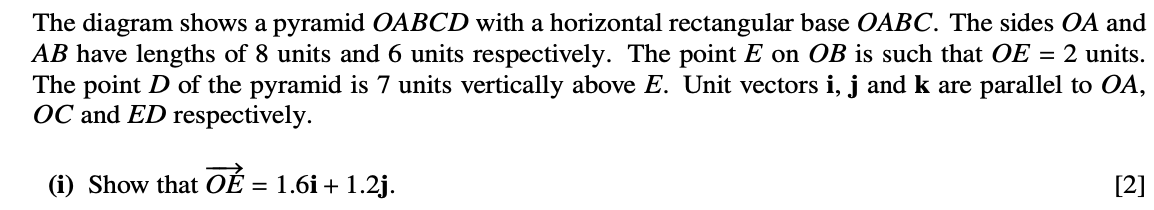 The diagram shows a pyramid OABCD with a horizontal rectangular base OABC. The sides OA and
AB have lengths of 8 units and 6 units respectively. The point E on OB is such that OE = 2 units.
The point D of the pyramid is 7 units vertically above E. Unit vectors i, j and k are parallel to OA,
OC and ED respectively.
(i) Show that $\overrightarrow{OE}$ = 1.6i + 1.2j. [2]